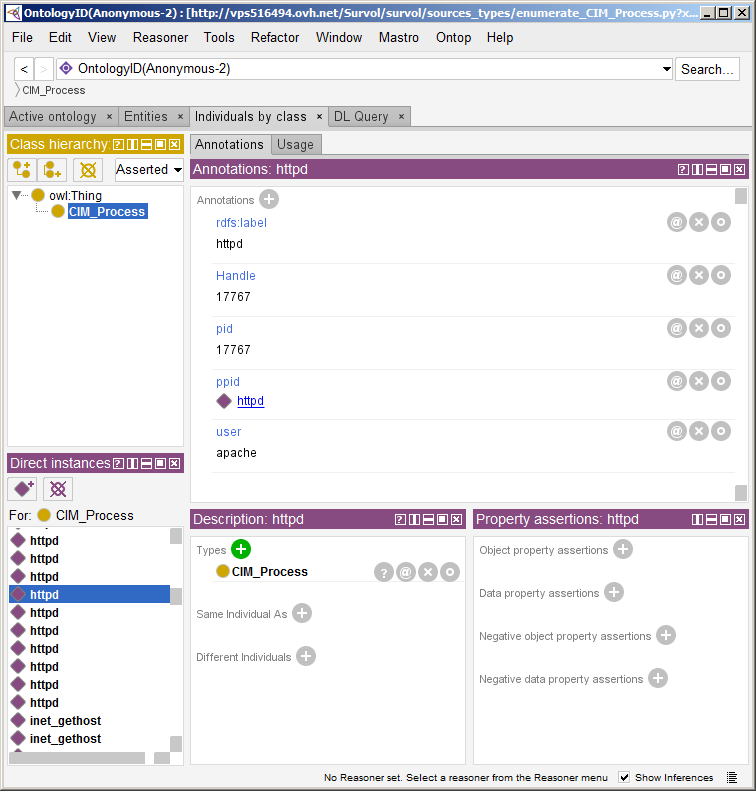 OntologyID(Anonymous-2) : [http://vps516494.ovh.net/Survol/survol/sources_types/enumerate_CIM_Process.py?x...
File Edit View Reasoner Tools Refactor Window Mastro Ontop Help
< > OntologyID(Anonymous-2) Search...
CIM_Process
Active ontology × Entities × Individuals by class × DL Query ×
Class hierarchy:
Asserted
owl:Thing
CIM_Process
Direct instances
For: CIM_Process
httpd
httpd
httpd
httpd
httpd
httpd
httpd
httpd
httpd
httpd
inet_gethost
inet_gethost
Annotations Usage
Annotations: httpd
Annotations
rdfs:label
httpd
Handle
17767
pid
17767
ppid
httpd
user
apache
Description: httpd
Types
CIM_Process
Same Individual As
Different Individuals
Property assertions: httpd
Object property assertions
Data property assertions
Negative object property assertions
Negative data property assertions
No Reasoner set. Select a reasoner from the Reasoner menu Show Inferences